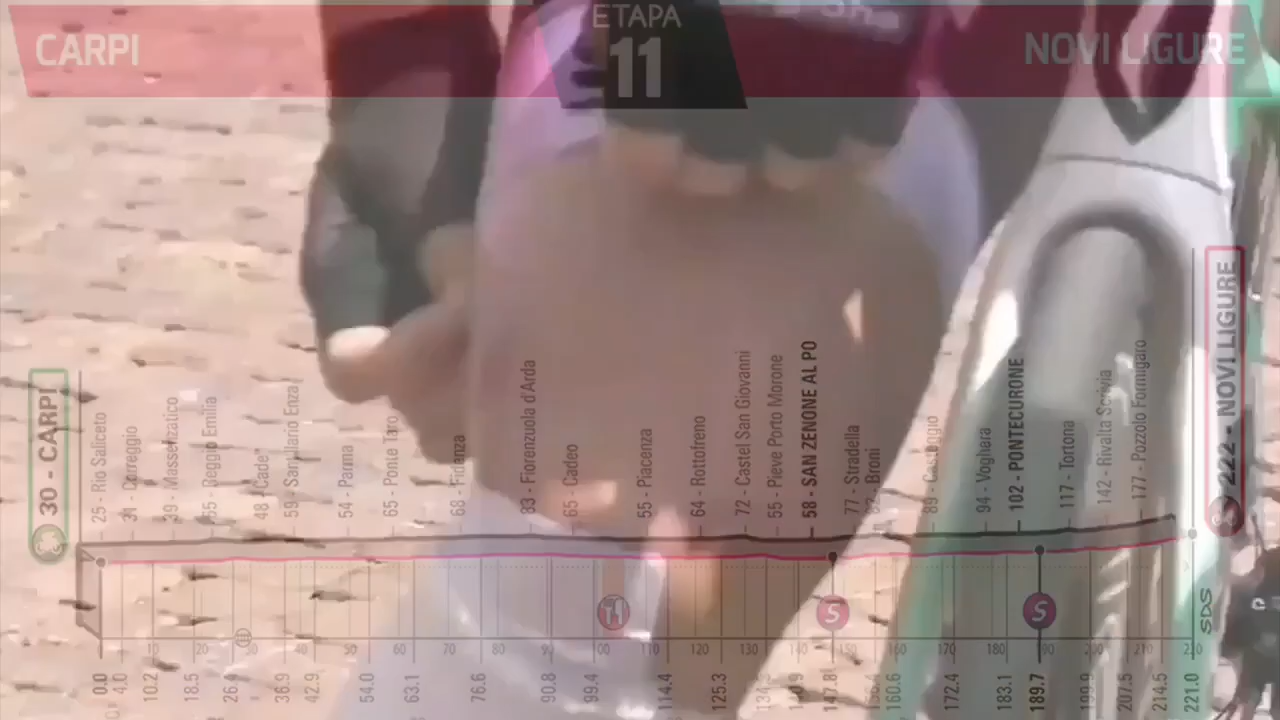 ETAPA
CARPI
11
NOVI LIGURE
30 - CARPI
25 - Rio Saliceto
31 - Correggio
39 - Massenzatico
55 - Reggio Emilia
48 - Cade'
59 - Sant'Ilario Enza
54 - Parma
65 - Ponte Taro
68 - Fidenza
83 - Fiorenzuola d'Arda
65 - Cadeo
55 - Piacenza
64 - Rottofreno
72 - Castel San Giovanni
55 - Pieve Porto Morone
58 - SAN ZENONE AL PO
77 - Stradella
Broni
89 - Casteggio
94 - Voghera
102 - PONTECURONE
117 - Tortona
142 - Rivalta Scrivia
177 - Pozzolo Formigaro
222 - NOVI LIGURE
S
S
SDS
10
20
30
40
50
60
70
80
90
100
110
120
130
140
150
160
170
180
190
200
210
220
0.0
4.0
10.2
18.5
26.9
36.9
42.9
54.0
63.1
76.6
90.8
99.4
114.4
125.3
147.8
160.6
172.4
183.1
189.7
199.9
207.5
214.5
221.0